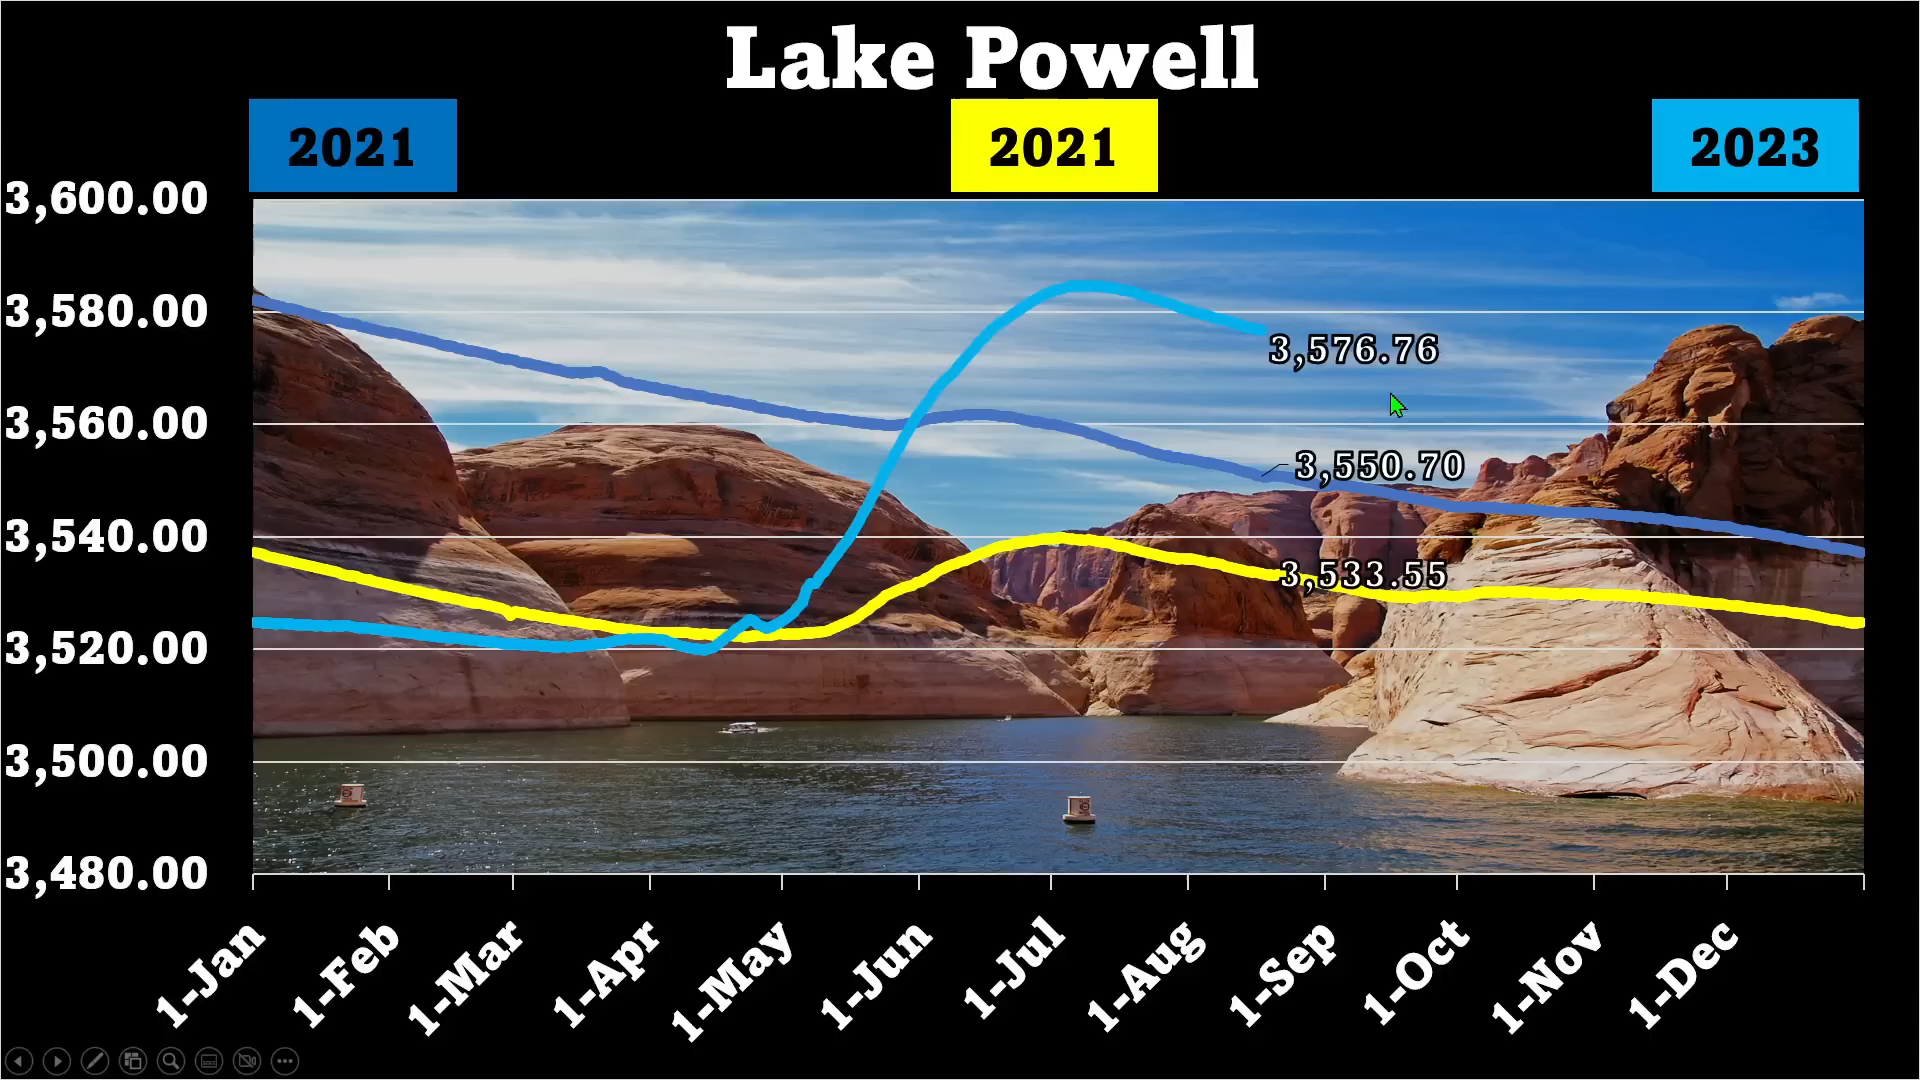 Lake Powell
2021
2021
2023
3,600.00
3,580.00
3,560.00
3,540.00
3,520.00
3,500.00
3,480.00
3,576.76
3,550.70
3,533.55
1-Jan
1-Feb
1-Mar
1-Apr
1-May
1-Jun
1-Jul
1-Aug
1-Sep
1-Oct
1-Nov
1-Dec